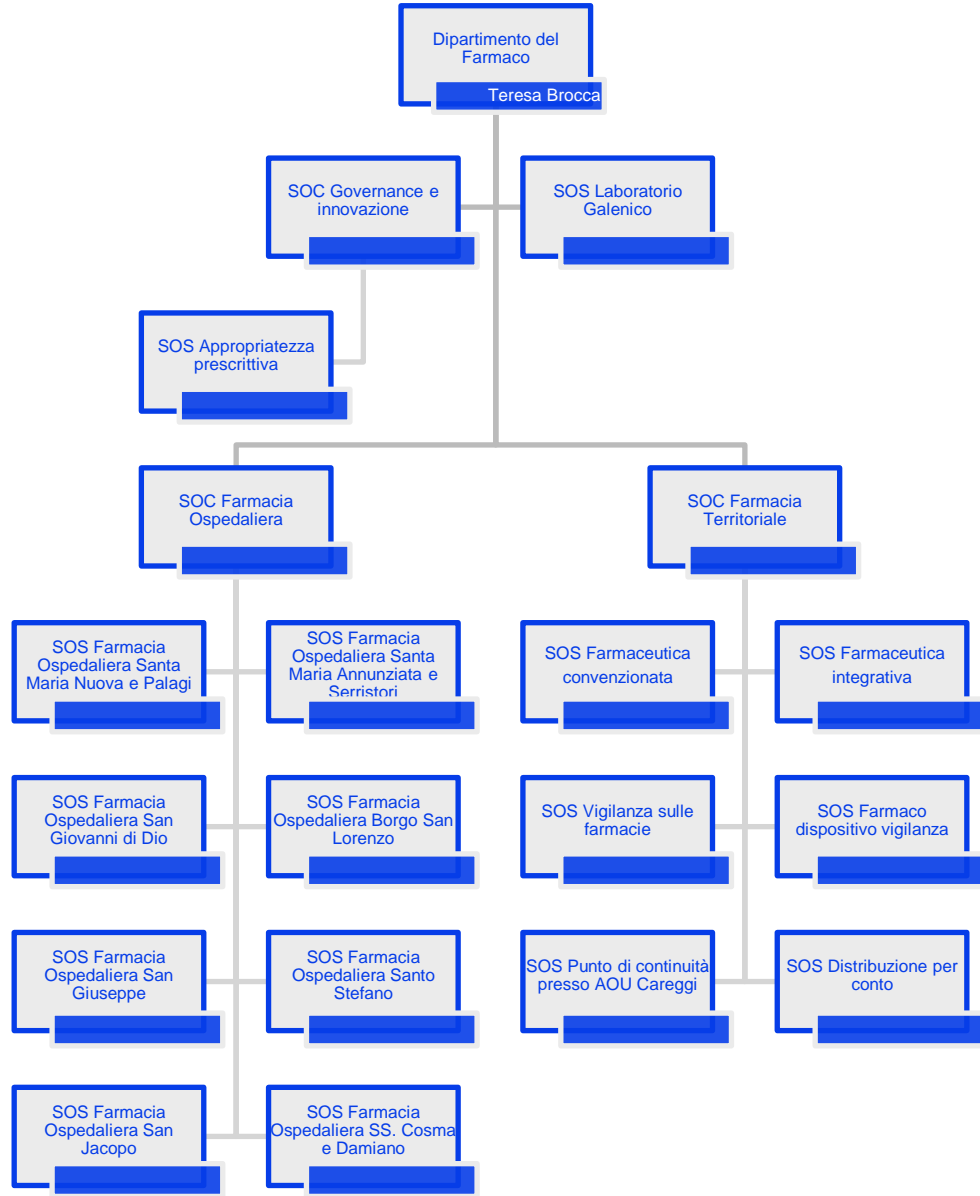 Dipartimento del
Farmaco
Teresa Brocca
SOC Governance e
innovazione
SOS Laboratorio
Galenico
SOS Appropriatezza
prescrittiva
SOC Farmacia
Ospedaliera
SOC Farmacia
Territoriale
SOS Farmacia
Ospedaliera Santa
Maria Nuova e Palagi
SOS Farmacia
Ospedaliera Santa
Maria Annunziata e
Serristori
SOS Farmaceutica
convenzionata
SOS Farmaceutica
integrativa
SOS Farmacia
Ospedaliera San
Giovanni di Dio
SOS Farmacia
Ospedaliera Borgo San
Lorenzo
SOS Vigilanza sulle
farmacie
SOS Farmaco
dispositivo vigilanza
SOS Farmacia
Ospedaliera San
Giuseppe
SOS Farmacia
Ospedaliera Santo
Stefano
SOS Punto di continuità
presso AOU Careggi
SOS Distribuzione per
conto
SOS Farmacia
Ospedaliera San
Jacopo
SOS Farmacia
Ospedaliera SS. Cosma
e Damiano